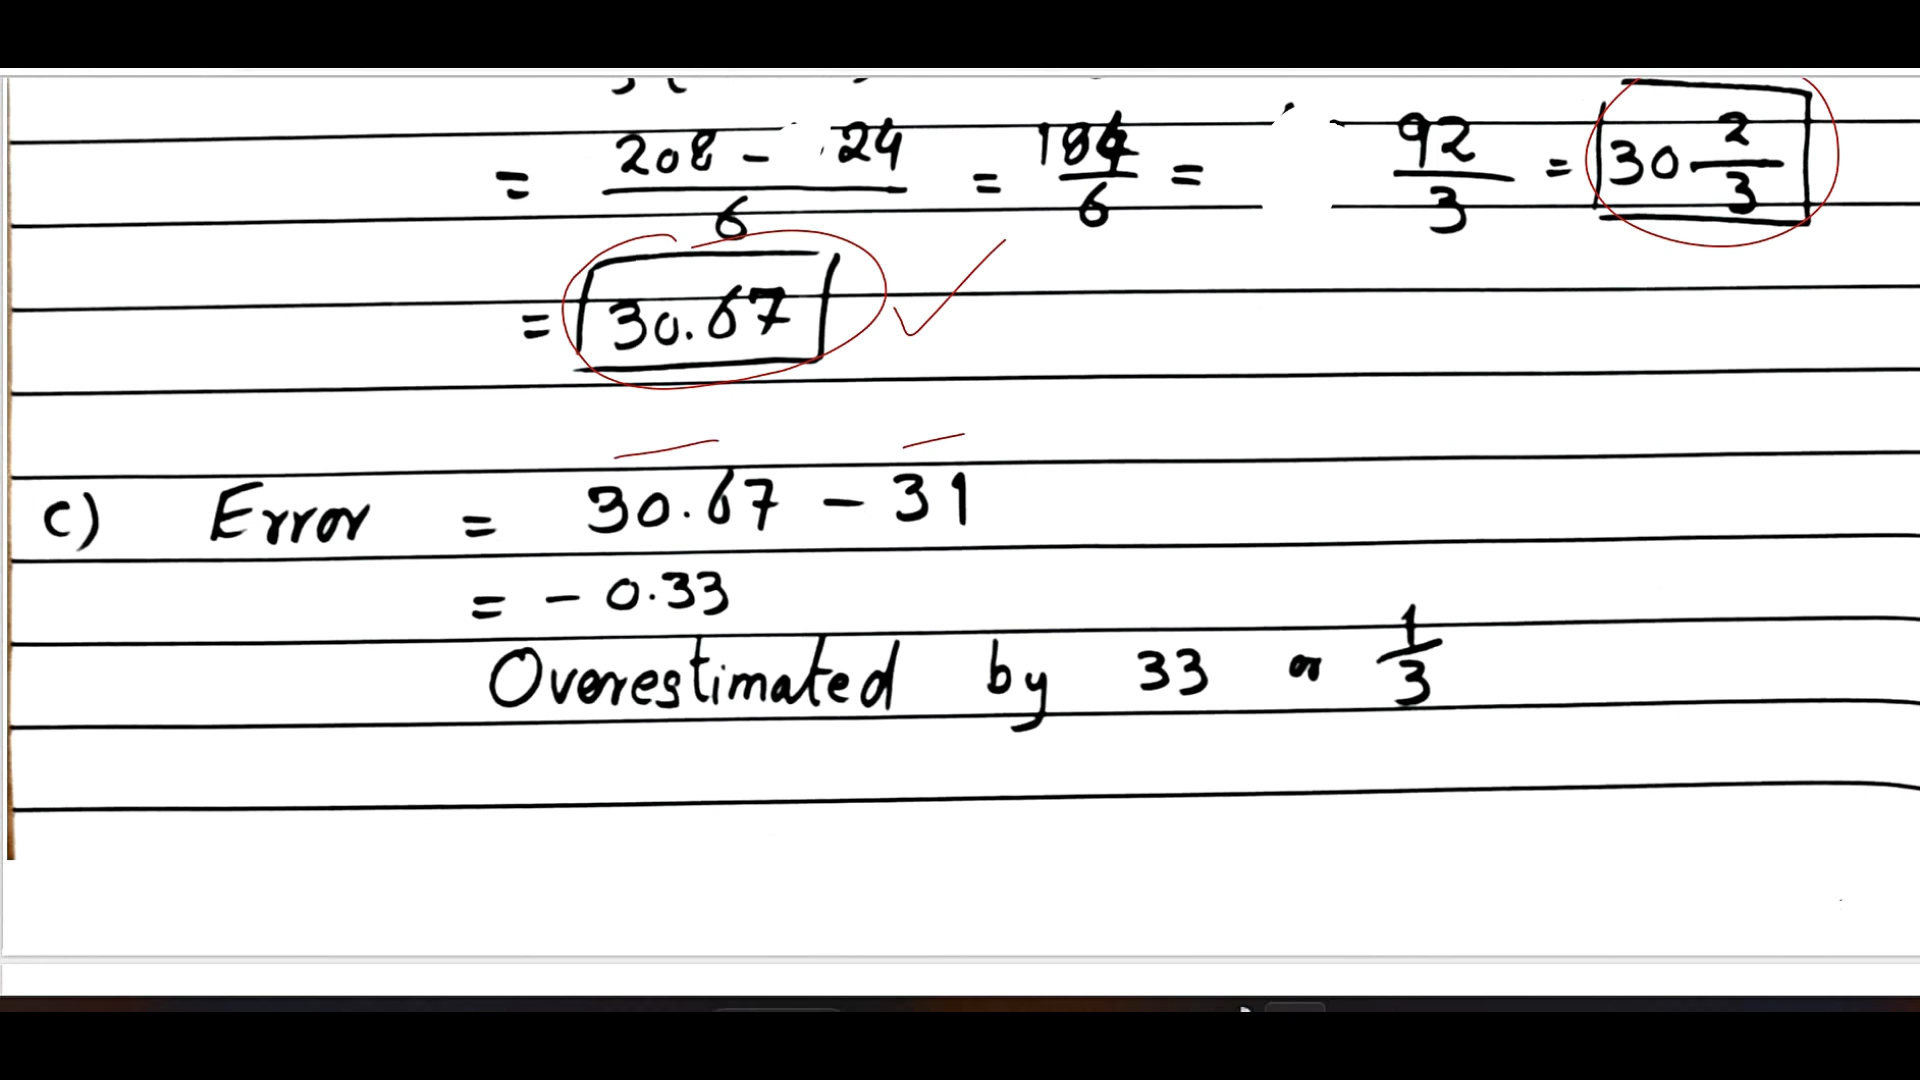 = 208 - 24 / 6 = 184 / 6 = 92 / 3 = 30 2/3
= 30.67
c) Error = 30.67 - 31
= - 0.33
Overestimated by 33 or 1/3